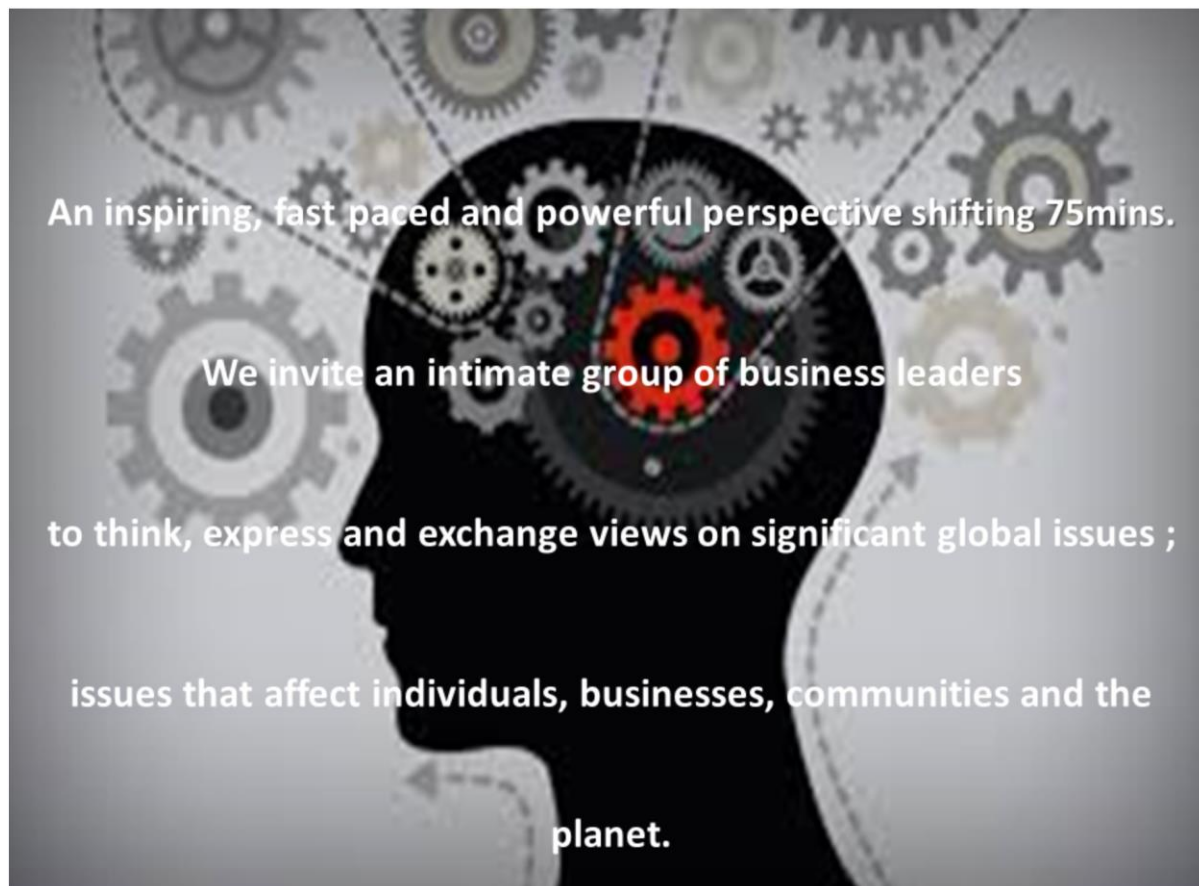 An inspiring, fast paced and powerful perspective shifting 75mins.
We invite an intimate group of business leaders
to think, express and exchange views on significant global issues ;
issues that affect individuals, businesses, communities and the
planet.